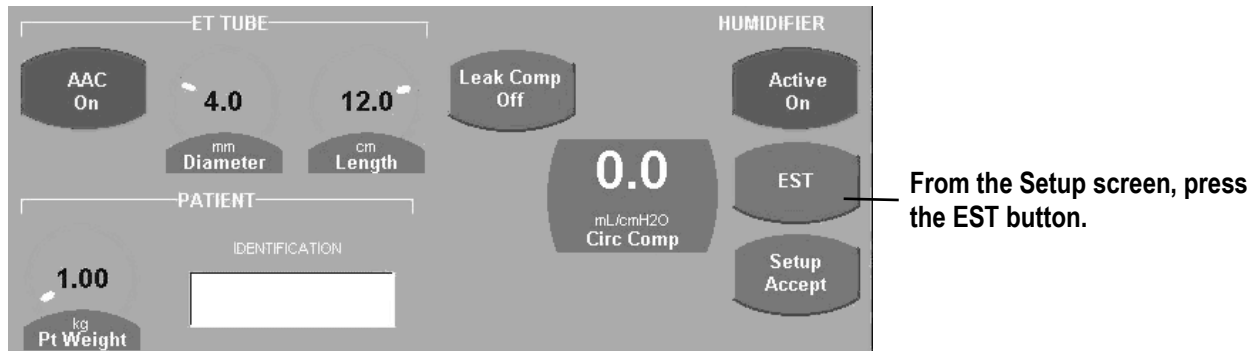 ET TUBE
HUMIDIFIER
AAC
On
4.0
mm
Diameter
12.0
cm
Length
Leak Comp
Off
Active
On
0.0
mL/cmH2O
Circ Comp
EST
From the Setup screen, press
the EST button.
PATIENT
IDENTIFICATION
1.00
kg
Pt Weight
Setup
Accept